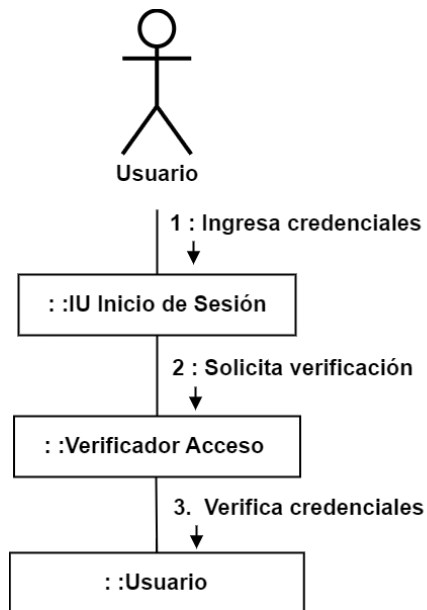 Usuario
1 : Ingresa credenciales
: :IU Inicio de Sesión
2 : Solicita verificación
: :Verificador Acceso
3. Verifica credenciales
: :Usuario